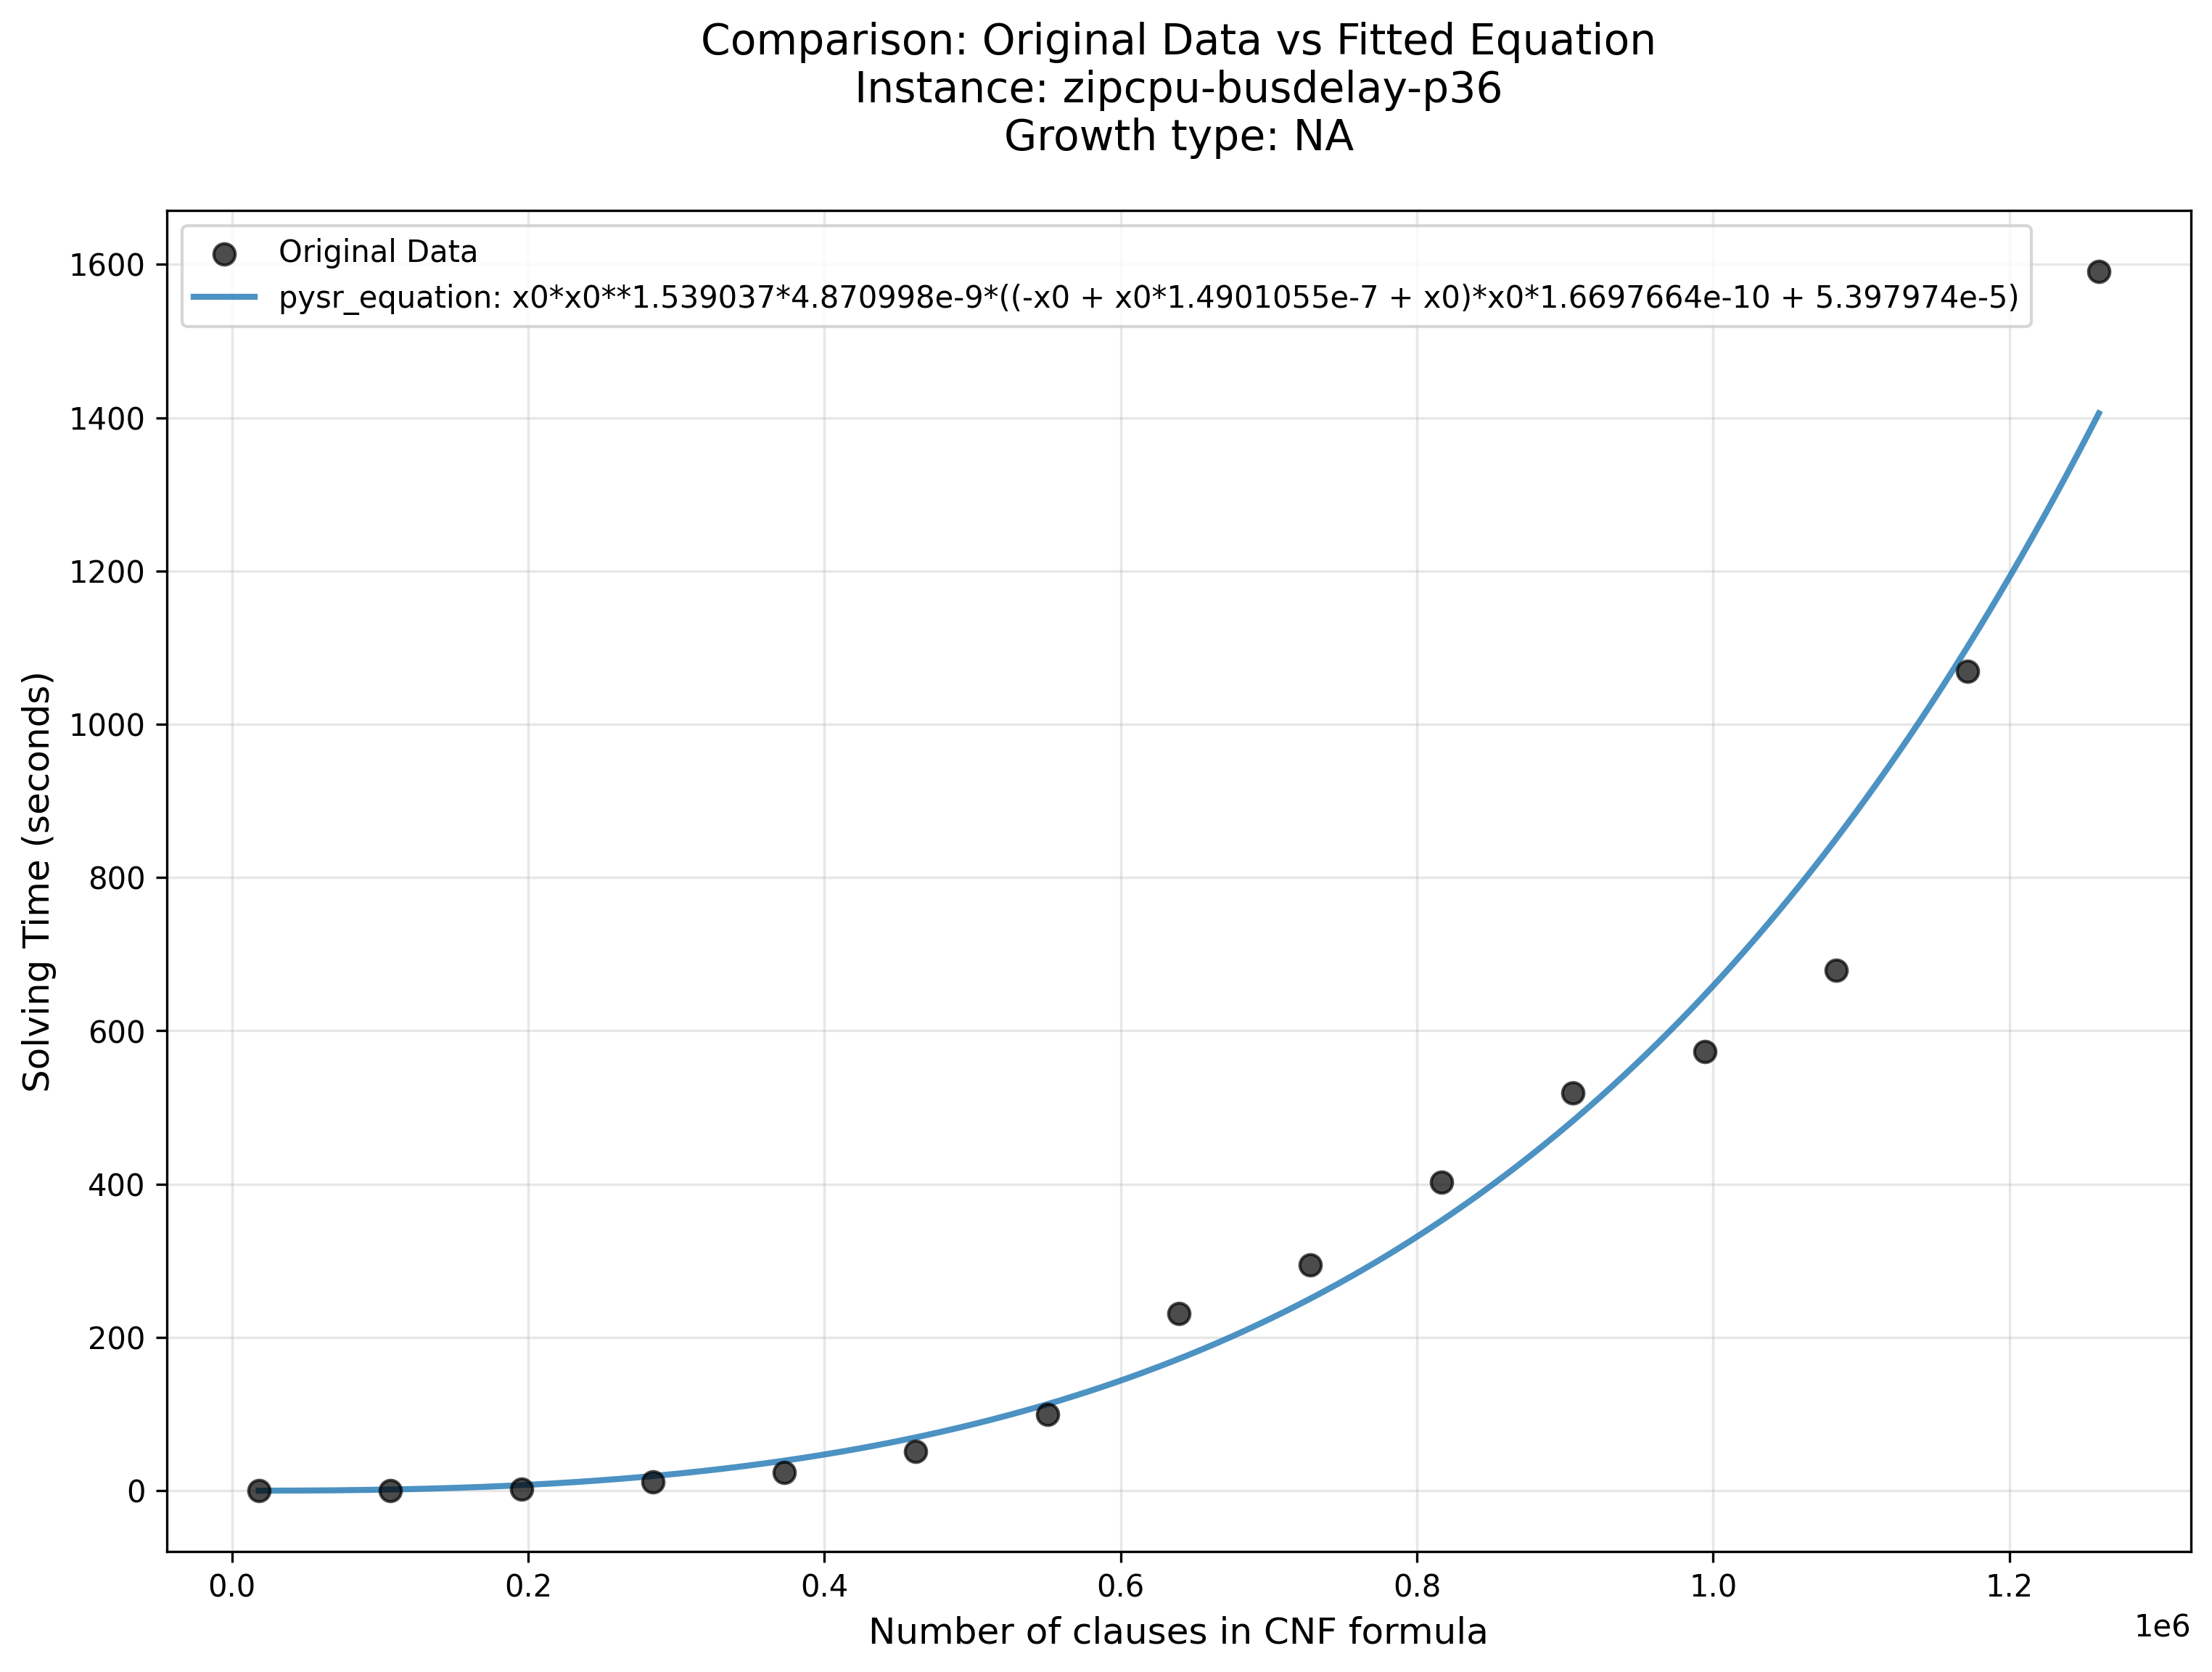 Comparison: Original Data vs Fitted Equation
Instance: zipcpu-busdelay-p36
Growth type: NA
Original Data
pysr_equation: x0*x0**1.539037*4.870998e-9*((-x0 + x0*1.4901055e-7 + x0)*x0*1.6697664e-10 + 5.397974e-5)
1600
1400
1200
1000
800
600
400
200
0
Solving Time (seconds)
0.0 0.2 0.4 0.6 0.8 1.0 1.2
1e6
Number of clauses in CNF formula